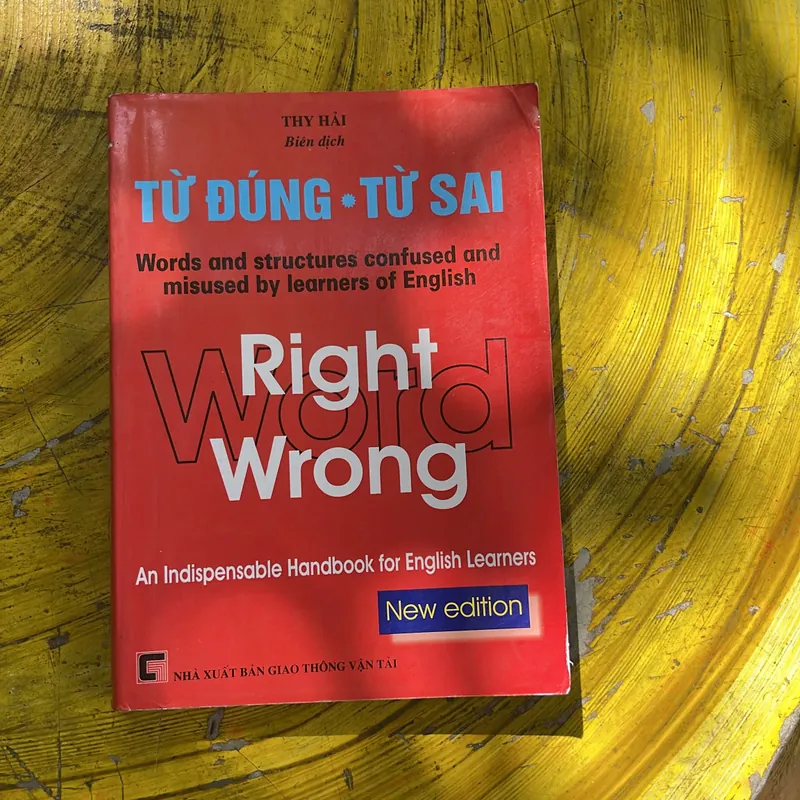 THY HẢI
Biên dịch
TỪ ĐÚNG * TỪ SAI
Words and structures confused and
misused by learners of English
Word
Right
Wrong
An Indispensable Handbook for English Learners
New edition
NHÀ XUẤT BẢN GIAO THÔNG VẬN TẢI